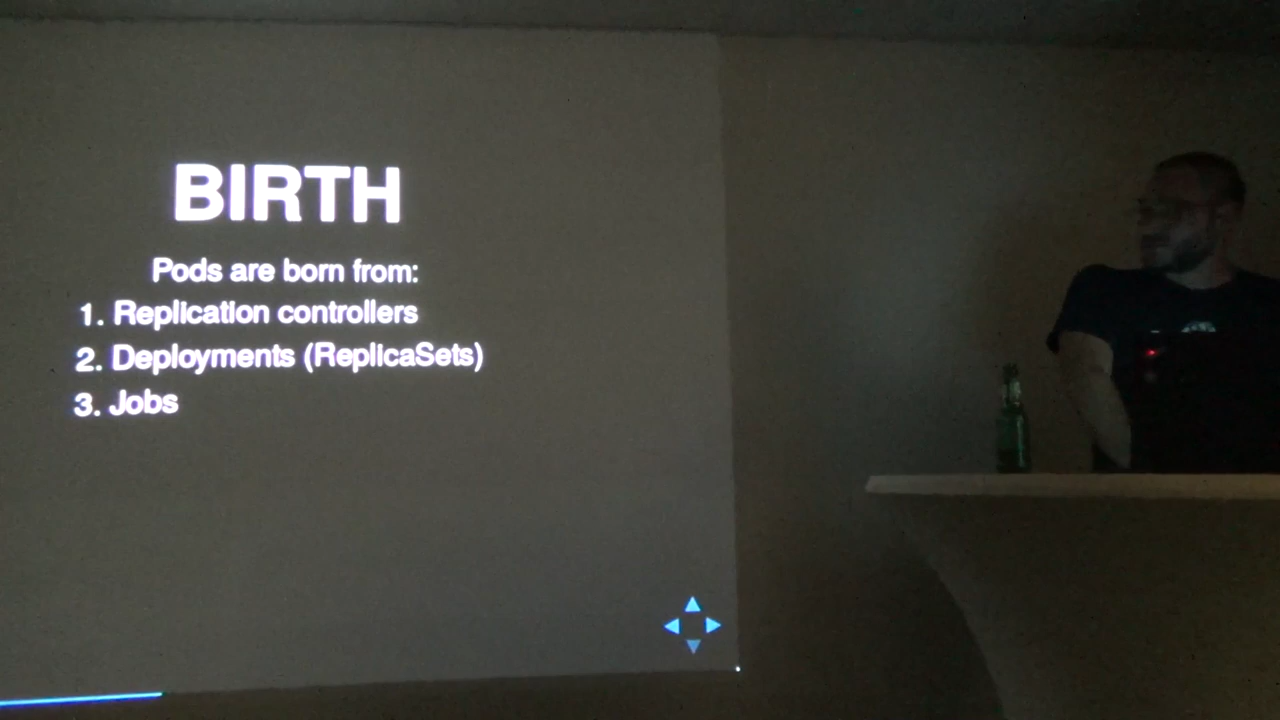 BIRTH
Pods are born from:
1. Replication controllers
2. Deployments (ReplicaSets)
3. Jobs